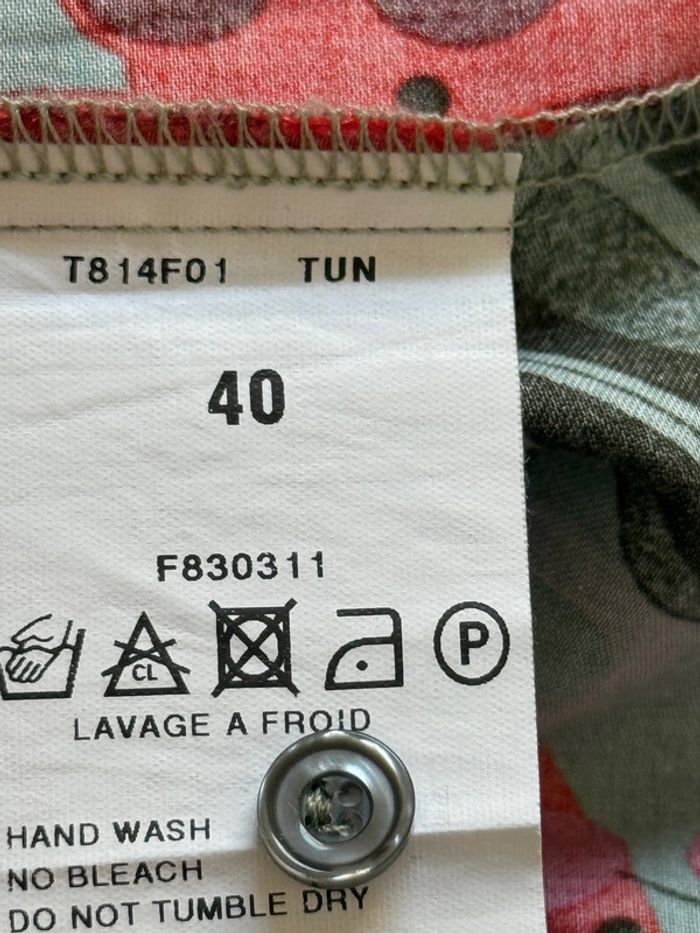 T814F01 TUN
40
F830311
CL P
LAVAGE A FROID
HAND WASH
NO BLEACH
DO NOT TUMBLE DRY